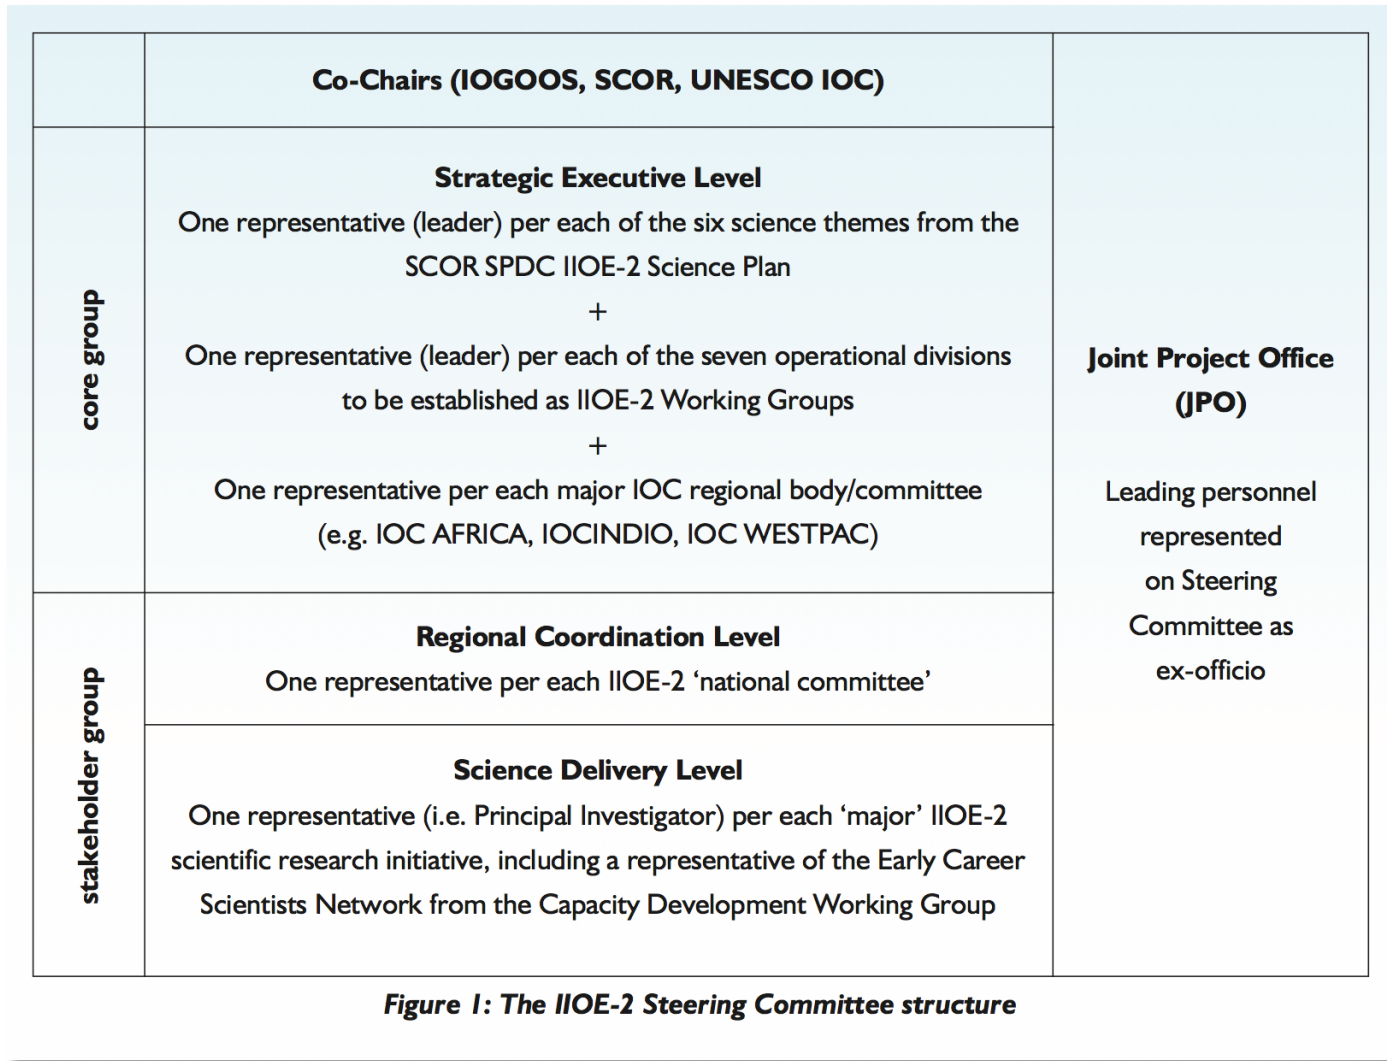 Co-Chairs (IOGOOS, SCOR, UNESCO IOC)
core group
Strategic Executive Level
One representative (leader) per each of the six science themes from the
SCOR SPDC IIOE-2 Science Plan
+
One representative (leader) per each of the seven operational divisions
to be established as IIOE-2 Working Groups
+
One representative per each major IOC regional body/committee
(e.g. IOC AFRICA, IOCINDIO, IOC WESTPAC)
stakeholder group
Regional Coordination Level
One representative per each IIOE-2 ‘national committee’
Science Delivery Level
One representative (i.e. Principal Investigator) per each ‘major’ IIOE-2
scientific research initiative, including a representative of the Early Career
Scientists Network from the Capacity Development Working Group
Joint Project Office
(JPO)
Leading personnel
represented
on Steering
Committee as
ex-officio
Figure 1: The IIOE-2 Steering Committee structure